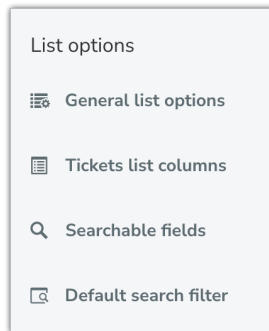 List options
General list options
Tickets list columns
Searchable fields
Default search filter